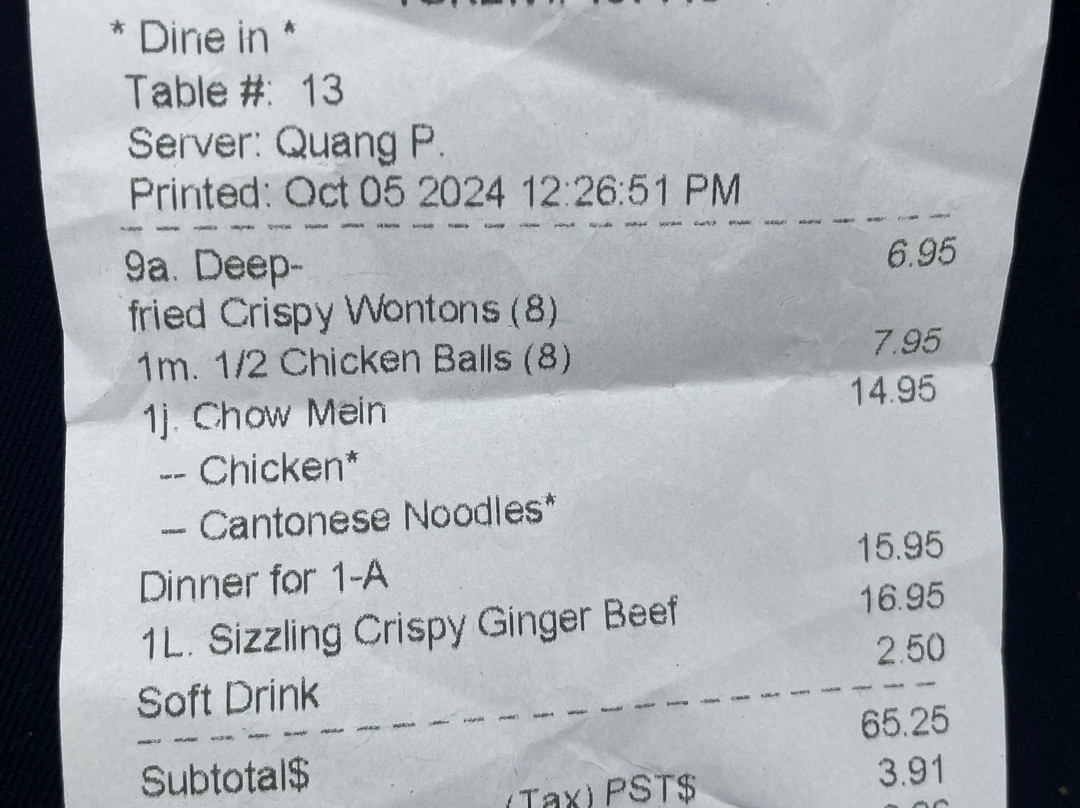 * Dine in *
Table #: 13
Server: Quang P.
Printed: Oct 05 2024 12:26:51 PM
9a. Deep- 6.95
fried Crispy Wontons (8)
1m. 1/2 Chicken Balls (8) 7.95
1j. Chow Mein 14.95
-- Chicken*
-- Cantonese Noodles*
Dinner for 1-A 15.95
1L. Sizzling Crispy Ginger Beef 16.95
Soft Drink 2.50
Subtotal$ 65.25
(Tax) PST$ 3.91